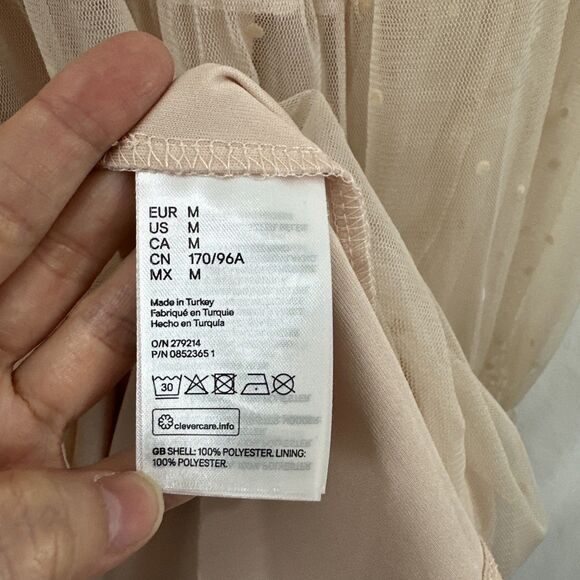 EUR M
US M
CA M
CN 170/96A
MX M
Made in Turkey
Fabriqué en Turquie
Hecho en Turquía
O/N 279214
P/N 0852365 1
30
clevercare.info
GB SHELL: 100% POLYESTER. LINING:
100% POLYESTER.